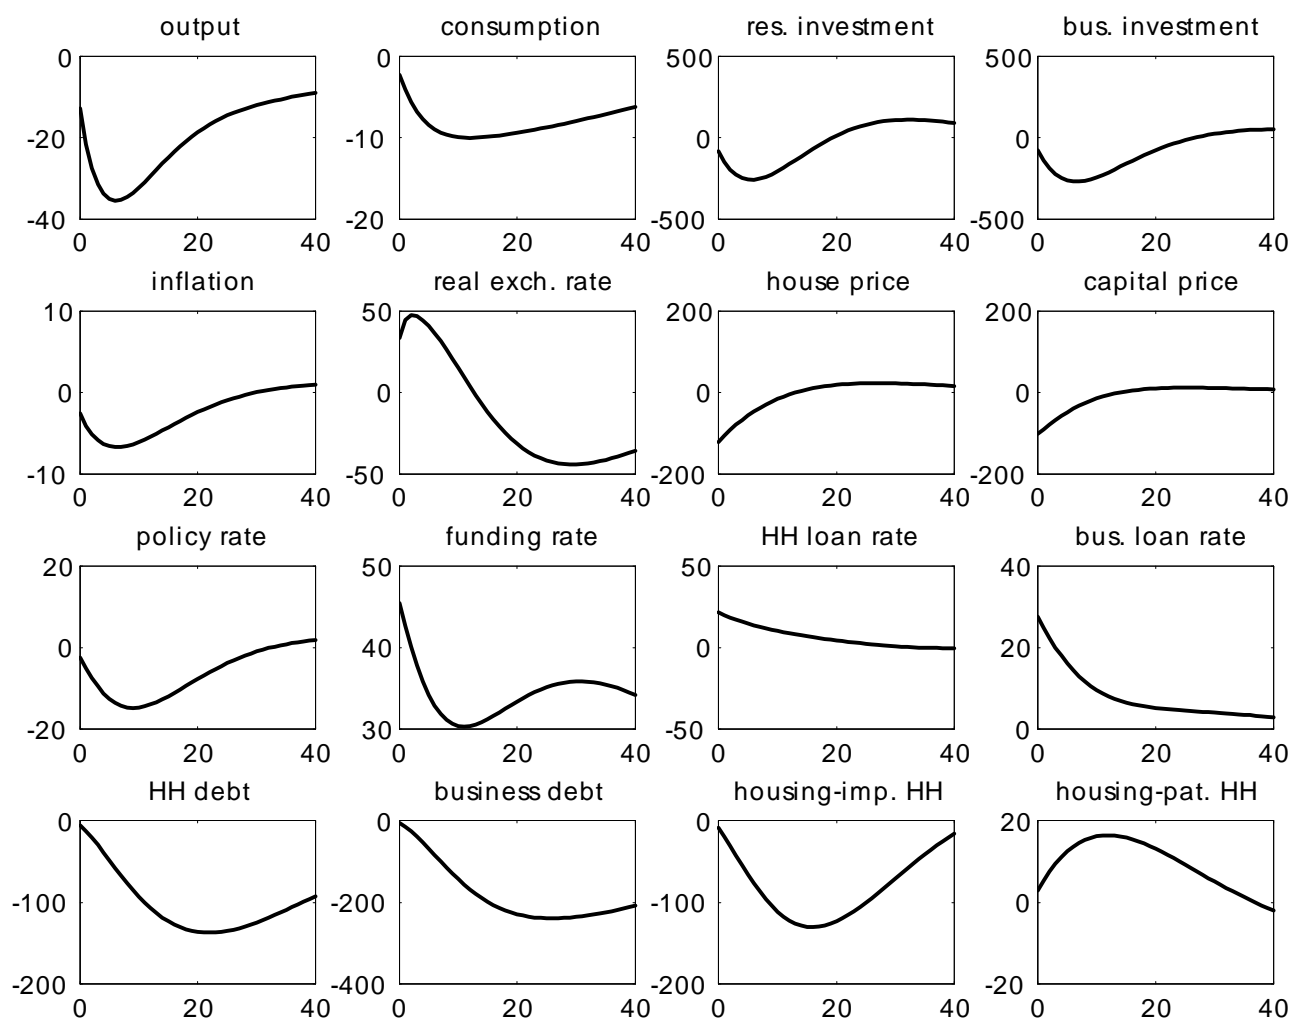 output consumption res. investment bus. investment
0 0 500 500
-20 -10 0 0
-40 -20 -500 -500
0 20 40 0 20 40 0 20 40 0 20 40
inflation real exch. rate house price capital price
10 50 200 200
0 0 0 0
-10 -50 -200 -200
0 20 40 0 20 40 0 20 40 0 20 40
policy rate funding rate HH loan rate bus. loan rate
20 50 50 40
0 40 0 20
-20 30 -50 0
0 20 40 0 20 40 0 20 40 0 20 40
HH debt business debt housing-imp. HH housing-pat. HH
0 0 0 20
-100 -200 -100 0
-200 -400 -200 -20
0 20 40 0 20 40 0 20 40 0 20 40